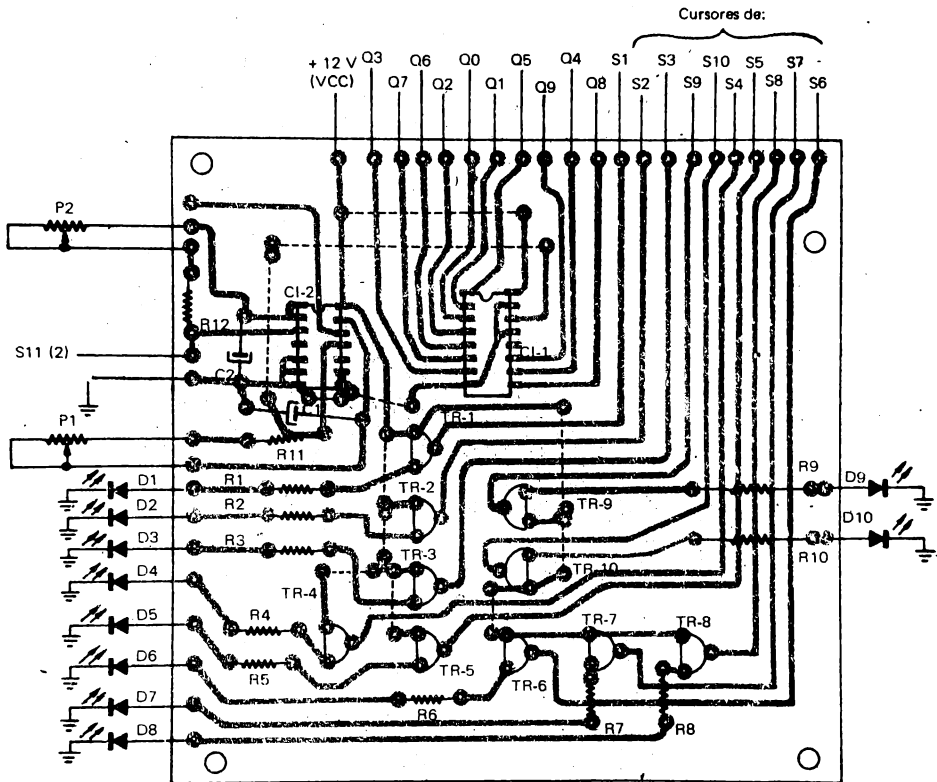 Cursores de:
+ 12 V Q3 Q6 Q0 Q5 Q4 S1 S3 S10 S5 S7
(VCC) Q7 Q2 Q1 Q9 Q8 S2 S9 S4 S8 S6
P2
CI-2
R12
CI-1
S11 (2)
C2
C1
TR-1
P1
R11
D1 R1
R9 D9
D2 R2 TR-2
TR-9
D3 R3
D10
TR-3
TR-10 R10
D4
TR-4
R4
D5
TR-7 TR-8
R5 TR-5
D6
TR-6
R6
D7
R7 R8
D8